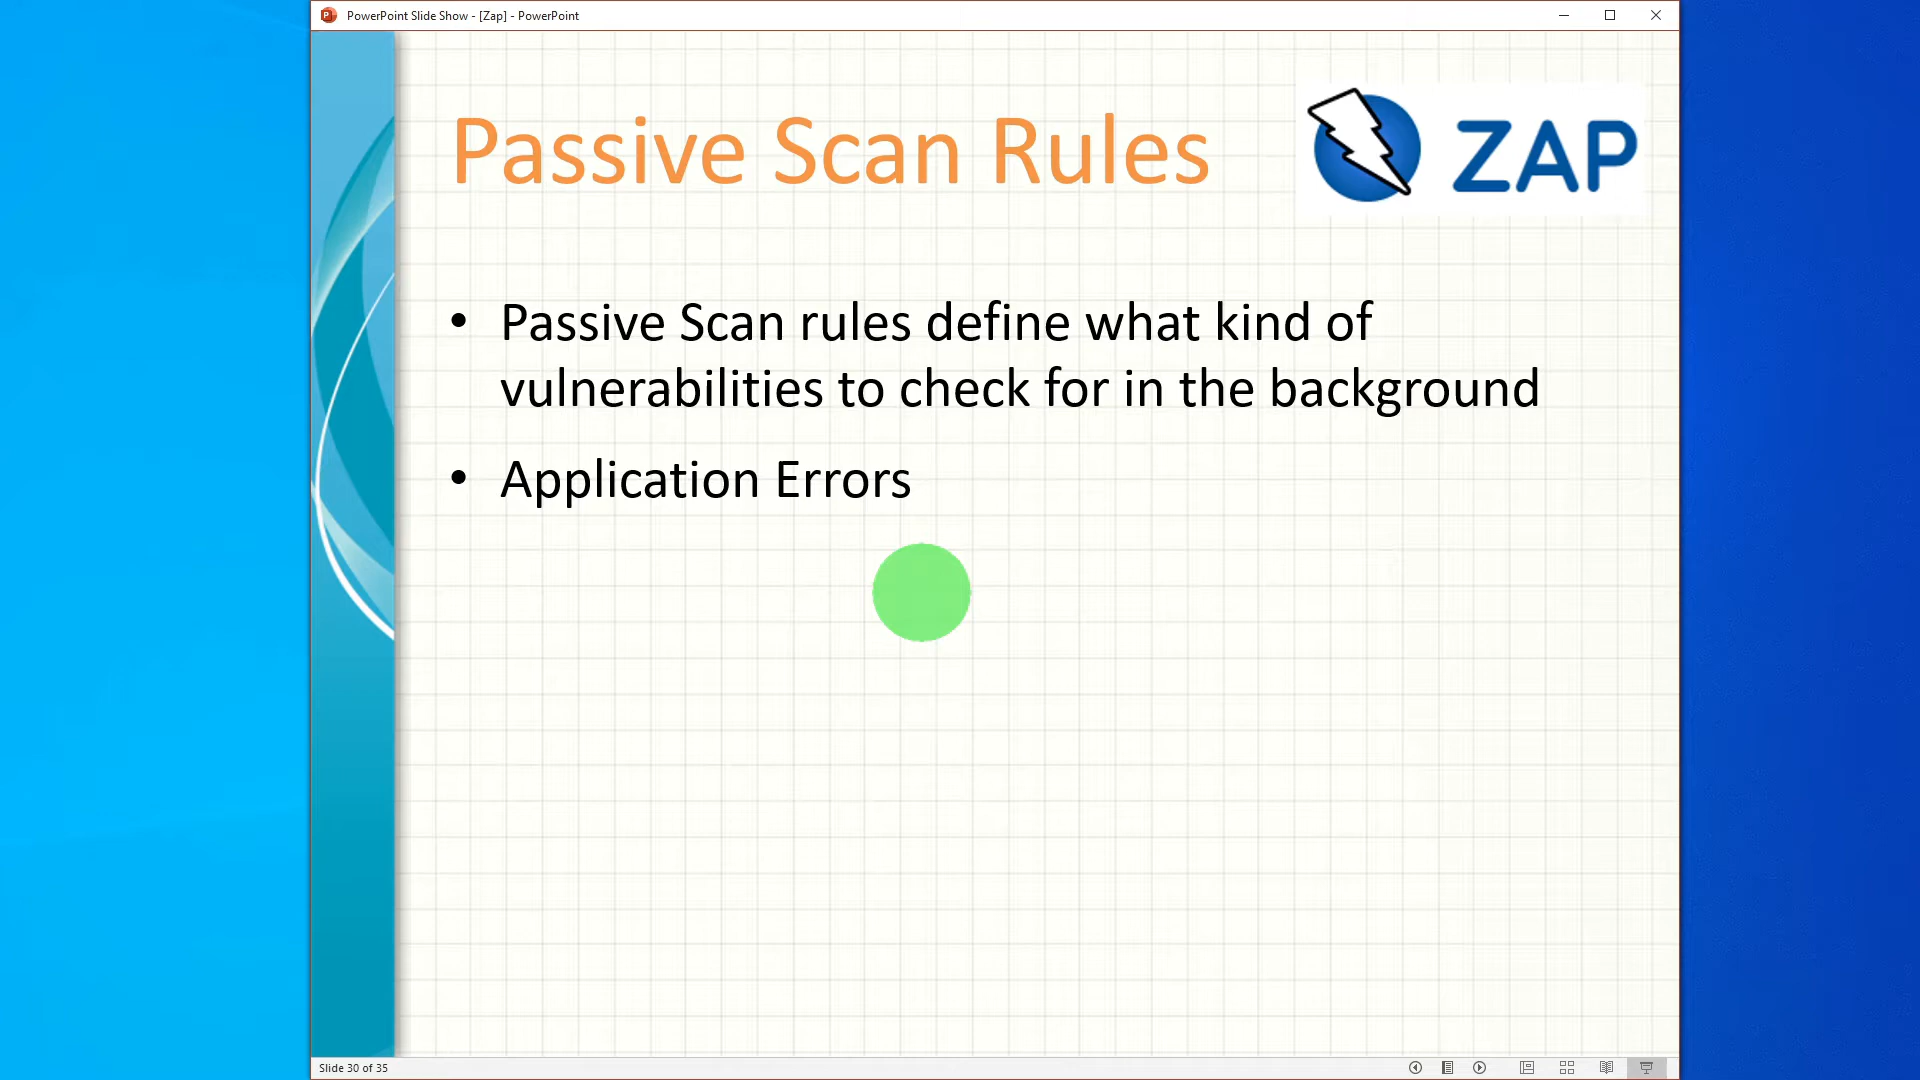 PowerPoint Slide Show - [Zap] - PowerPoint
Passive Scan Rules
ZAP
• Passive Scan rules define what kind of
vulnerabilities to check for in the background
• Application Errors
Slide 30 of 35